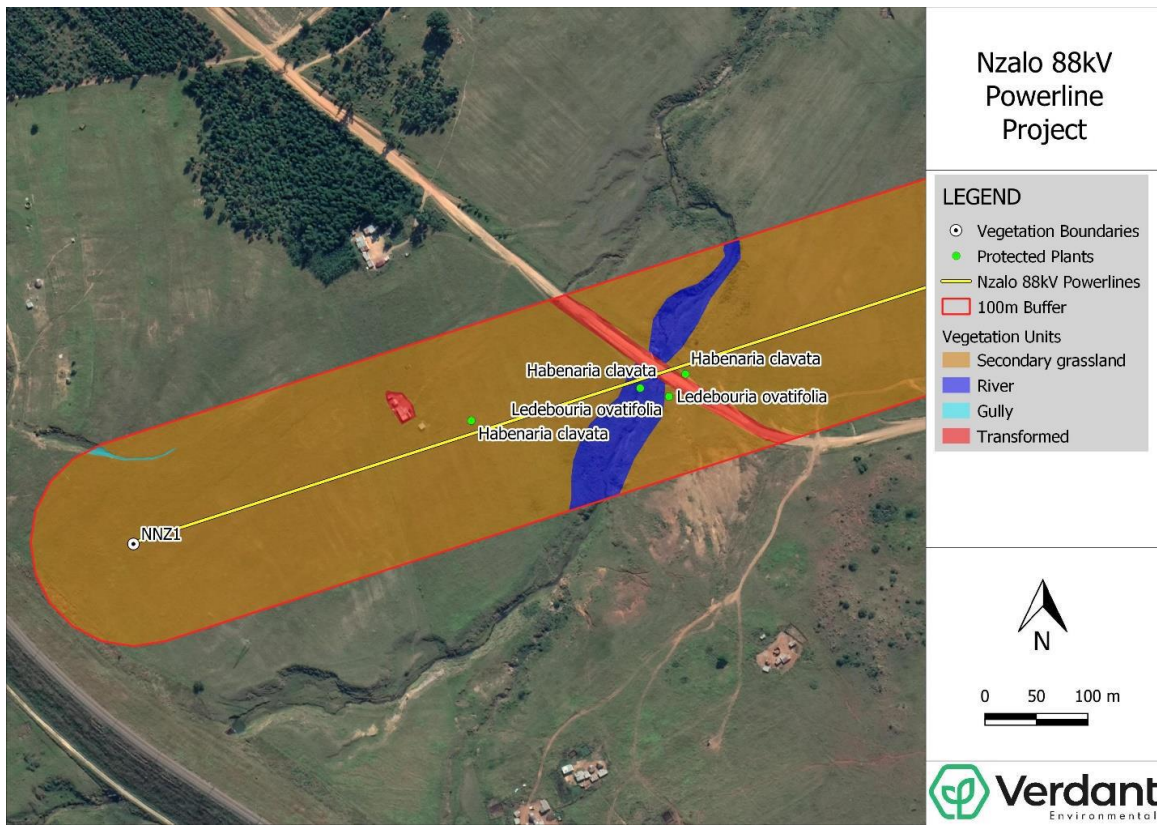 Nzalo 88kV
Powerline
Project
LEGEND
Vegetation Boundaries
Protected Plants
Nzalo 88kV Powerlines
100m Buffer
Vegetation Units
Secondary grassland
River
Gully
Transformed
Habenaria clavata
Habenaria clavata
Ledebouria ovatifolia
Ledebouria ovatifolia
Habenaria clavata
NNZ1
N
0 50 100 m
Verdant
Environmental